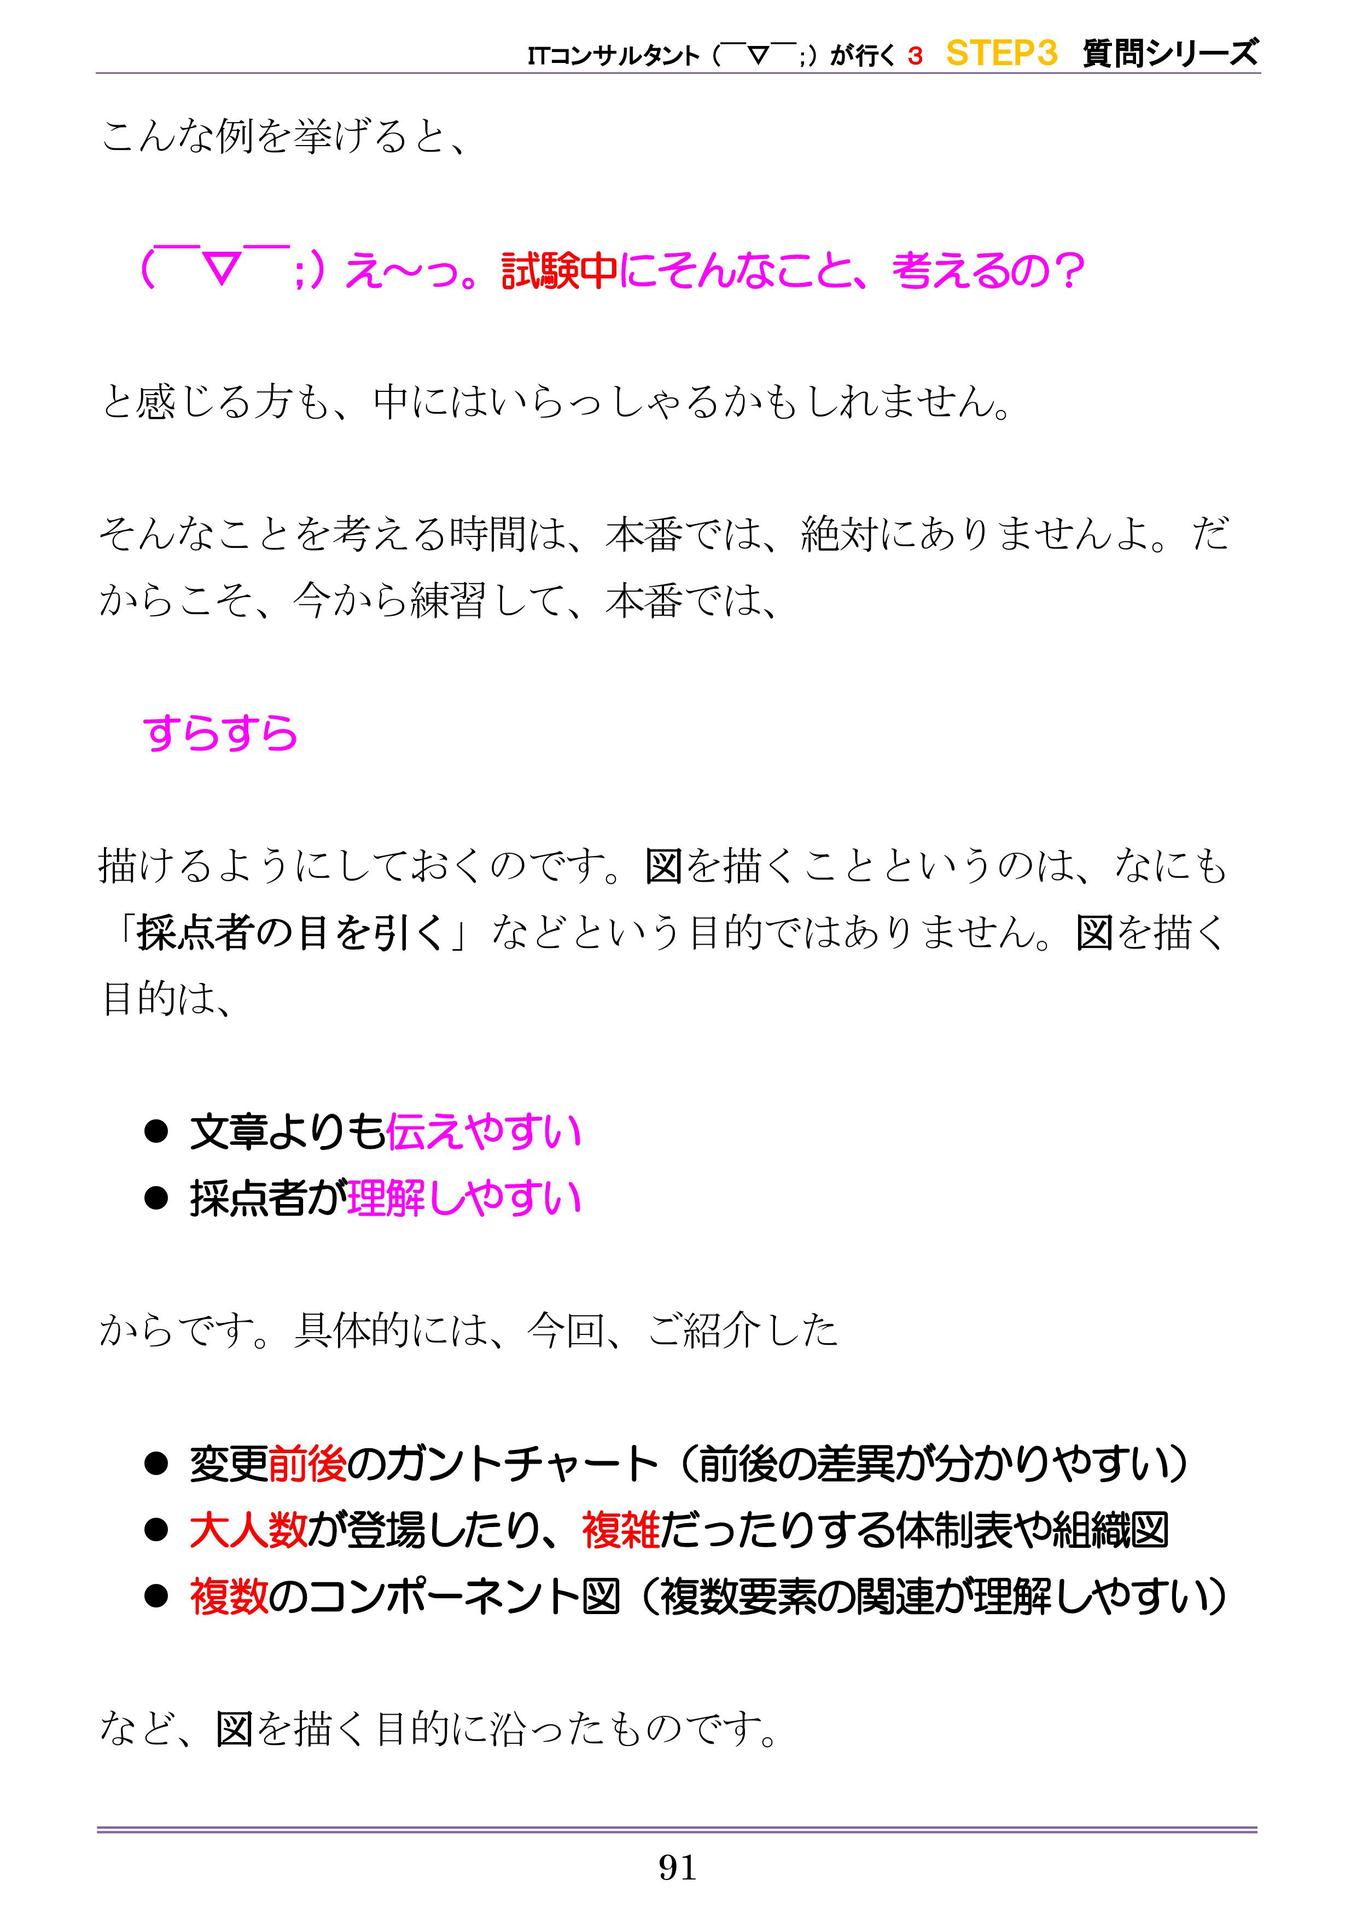 ITコンサルタント（￣▽￣；）が行く 3 STEP3 質問シリーズ
こんな例を挙げると、
（￣▽￣；）え～っ。試験中にそんなこと、考えるの？
と感じる方も、中にはいらっしゃるかもしれません。
そんなことを考える時間は、本番では、絶対にありませんよ。だ
からこそ、今から練習して、本番では、
すらすら
描けるようにしておくのです。図を描くことというのは、なにも
「採点者の目を引く」などという目的ではありません。図を描く
目的は、
● 文章よりも伝えやすい
● 採点者が理解しやすい
からです。具体的には、今回、ご紹介した
● 変更前後のガントチャート（前後の差異が分かりやすい）
● 大人数が登場したり、複雑だったりする体制表や組織図
● 複数のコンポーネント図（複数要素の関連が理解しやすい）
など、図を描く目的に沿ったものです。
91